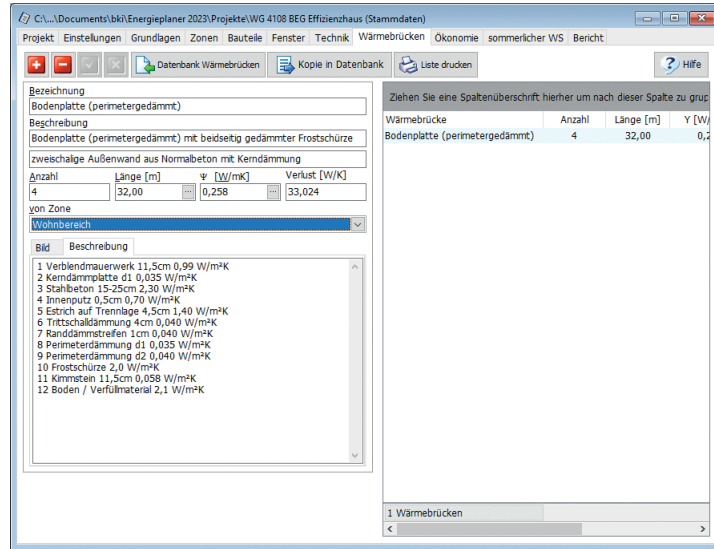 C:\...\Documents\bki\Energieplaner 2023\Projekte\WG 4108 BEG Effizienzhaus (Stammdaten)
Projekt Einstellungen Grundlagen Zonen Bauteile Fenster Technik Wärmebrücken Ökonomie sommerlicher WS Bericht
Datenbank Wärmebrücken Kopie in Datenbank Liste drucken Hilfe
Bezeichnung
Bodenplatte (perimetergedämmt)
Beschreibung
Bodenplatte (perimetergedämmt) mit beidseitig gedämmter Frostschürze
zweischalige Außenwand aus Normalbeton mit Kerndämmung
Anzahl Länge [m] Ψ [W/mK] Verlust [W/K]
4 32,00 ... 0,258 ... 33,024
von Zone
Wohnbereich
Bild Beschreibung
1 Verblendmauerwerk 11,5cm 0,99 W/m²K
2 Kerndämmplatte d1 0,035 W/m²K
3 Stahlbeton 15-25cm 2,30 W/m²K
4 Innenputz 0,5cm 0,70 W/m²K
5 Estrich auf Trennlage 4,5cm 1,40 W/m²K
6 Trittschalldämmung 4cm 0,040 W/m²K
7 Randdämmstreifen 1cm 0,040 W/m²K
8 Perimeterdämmung d1 0,035 W/m²K
9 Perimeterdämmung d2 0,040 W/m²K
10 Frostschürze 2,0 W/m²K
11 Kimmstein 11,5cm 0,058 W/m²K
12 Boden / Verfüllmaterial 2,1 W/m²K
Ziehen Sie eine Spaltenüberschrift hierher um nach dieser Spalte zu grup
Wärmebrücke Anzahl Länge [m] Y [W/
Bodenplatte (perimetergedämmt) 4 32,00 0,2
1 Wärmebrücken